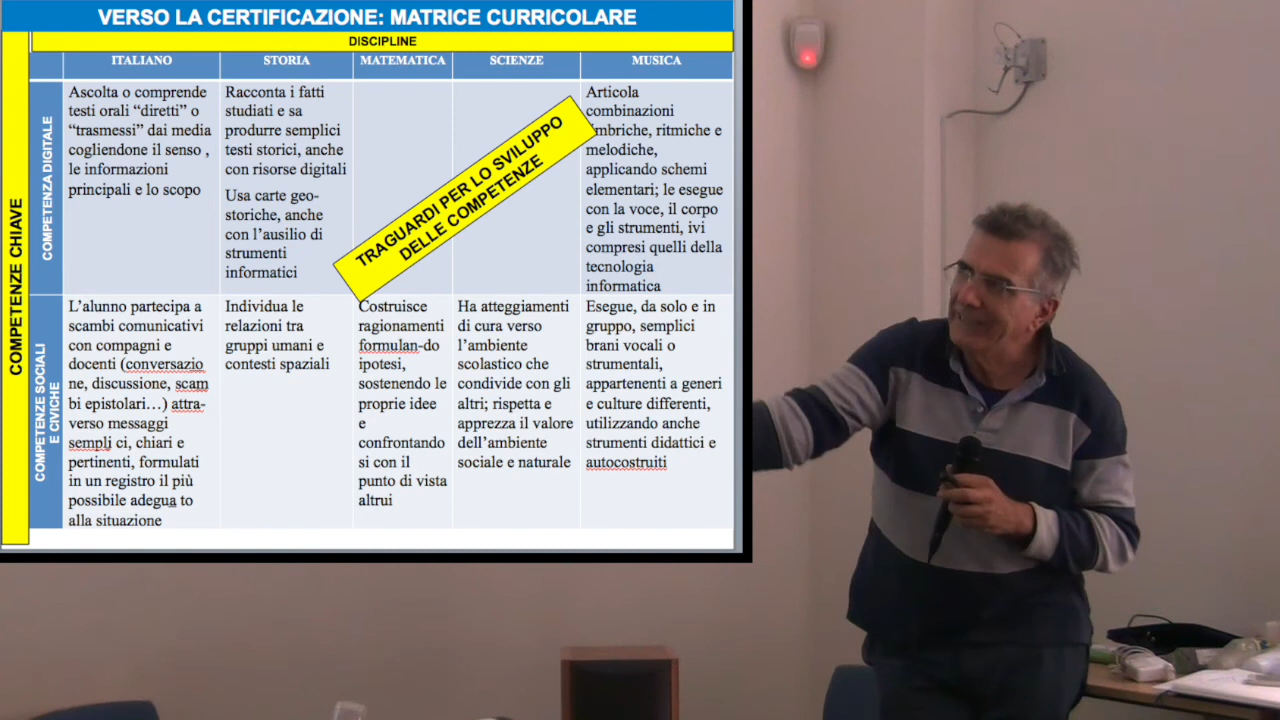 VERSO LA CERTIFICAZIONE: MATRICE CURRICOLARE
DISCIPLINE
COMPETENZE CHIAVE
ITALIANO
STORIA
MATEMATICA
SCIENZE
MUSICA
COMPETENZA DIGITALE
Ascolta o comprende
testi orali “diretti” o
“trasmessi” dai media
cogliendone il senso ,
le informazioni
principali e lo scopo
Racconta i fatti
studiati e sa
produrre semplici
testi storici, anche
con risorse digitali
Usa carte geo-
storiche, anche
con l’ausilio di
strumenti
informatici
TRAGUARDI PER LO SVILUPPO
DELLE COMPETENZE
Articola
combinazioni
imbriche, ritmiche e
melodiche,
applicando schemi
elementari; le esegue
con la voce, il corpo
e gli strumenti, ivi
compresi quelli della
tecnologia
informatica
COMPETENZE SOCIALI
E CIVICHE
L’alunno partecipa a
scambi comunicativi
con compagni e
docenti (conversazio
ne, discussione, scam
bi epistolari…) attra-
verso messaggi
sempli ci, chiari e
pertinenti, formulati
in un registro il più
possibile adegua to
alla situazione
Individua le
relazioni tra
gruppi umani e
contesti spaziali
Costruisce
ragionamenti
formulan-do
ipotesi,
sostenendo le
proprie idee
e
confrontando
si con il
punto di vista
altrui
Ha atteggiamenti
di cura verso
l’ambiente
scolastico che
condivide con gli
altri; rispetta e
apprezza il valore
dell’ambiente
sociale e naturale
Esegue, da solo e in
gruppo, semplici
brani vocali o
strumentali,
appartenenti a generi
e culture differenti,
utilizzando anche
strumenti didattici e
autocostruiti